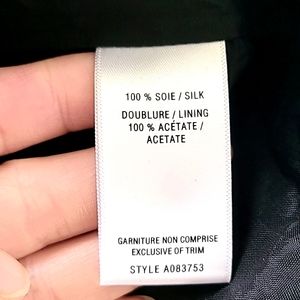 100 % SOIE / SILK
DOUBLURE / LINING
100 % ACÉTATE /
ACETATE
GARNITURE NON COMPRISE
EXCLUSIVE OF TRIM
STYLE A083753